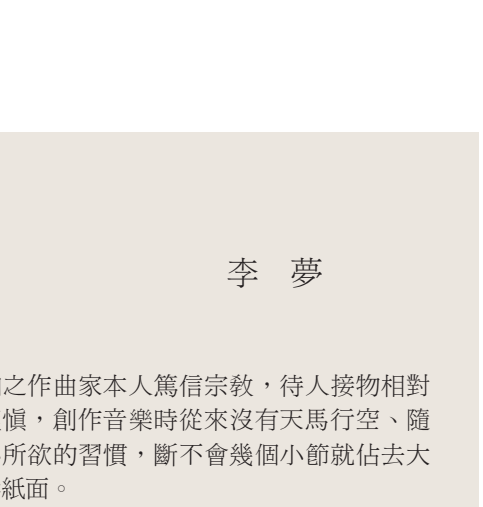 李 夢
之作曲家本人篤信宗教，待人接物相對
慎，創作音樂時從來沒有天馬行空、隨
所欲的習慣，斷不會幾個小節就佔去大
紙面。